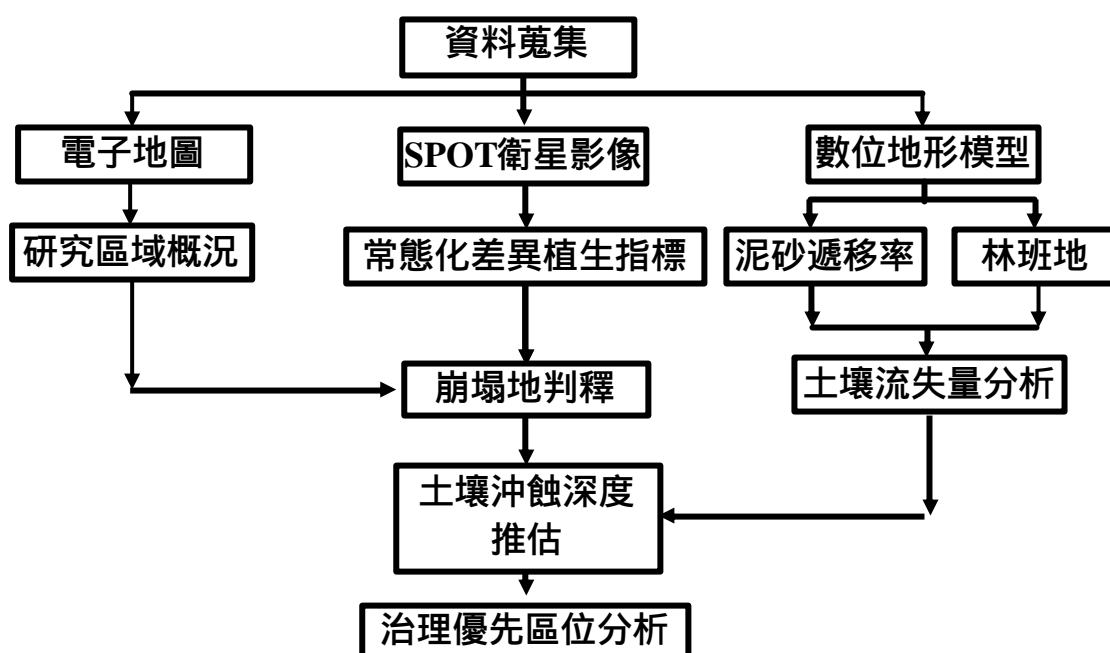 資料蒐集
電子地圖
SPOT衛星影像
數位地形模型
研究區域概況
常態化差異植生指標
泥砂遞移率
林班地
崩塌地判釋
土壤流失量分析
土壤沖蝕深度
推估
治理優先區位分析